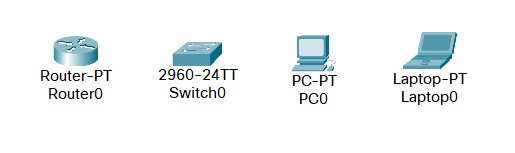 Router-PT
Router0
2960-24TT
Switch0
PC-PT
PC0
Laptop-PT
Laptop0